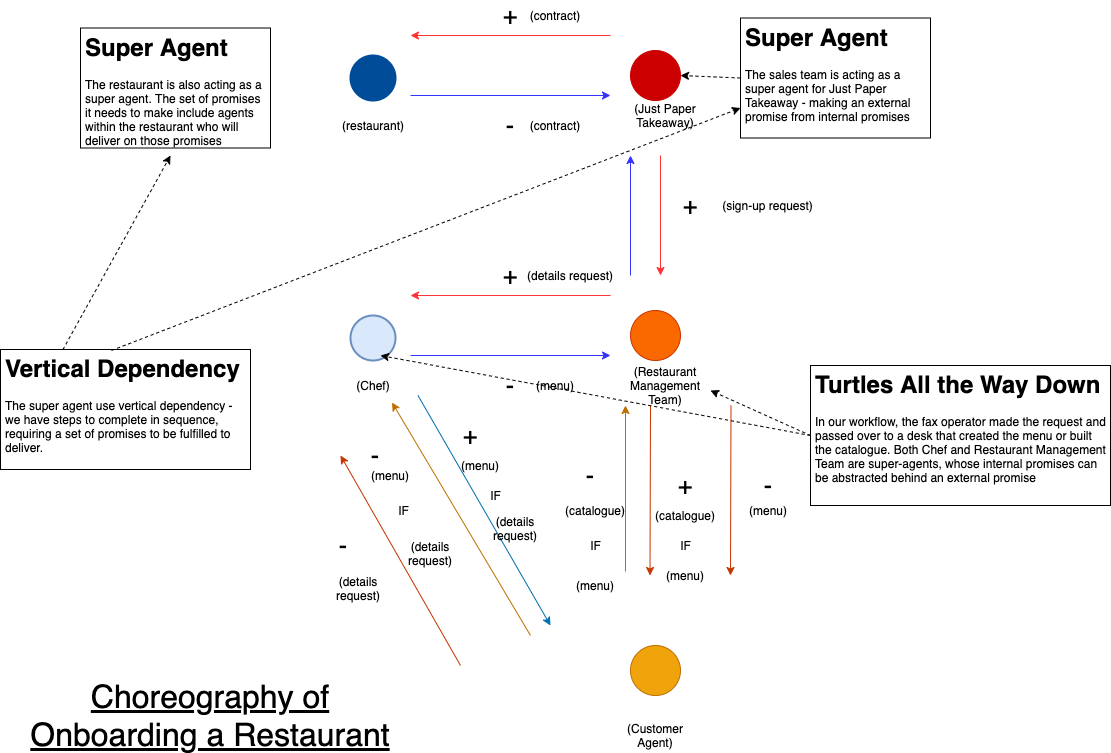 + (contract)
Super Agent
The restaurant is also acting as a
super agent. The set of promises
it needs to make include agents
within the restaurant who will
deliver on those promises
Super Agent
The sales team is acting as a
super agent for Just Paper
Takeaway - making an external
promise from internal promises
(restaurant)
- (contract)
(Just Paper
Takeaway)
+ (sign-up request)
+ (details request)
Vertical Dependency
The super agent use vertical dependency -
we have steps to complete in sequence,
requiring a set of promises to be fulfilled to
deliver.
(Chef)
- (menu)
(Restaurant
Management
Team)
Turtles All the Way Down
In our workflow, the fax operator made the request and
passed over to a desk that created the menu or built
the catalogue. Both Chef and Restaurant Management
Team are super-agents, whose internal promises can
be abstracted behind an external promise
-
(menu)
IF
(details
request)
+
(menu)
IF
(details
request)
-
(details
request)
-
(catalogue)
IF
(menu)
+
(catalogue)
IF
(menu)
-
(menu)
(Customer
Agent)
Choreography of
Onboarding a Restaurant